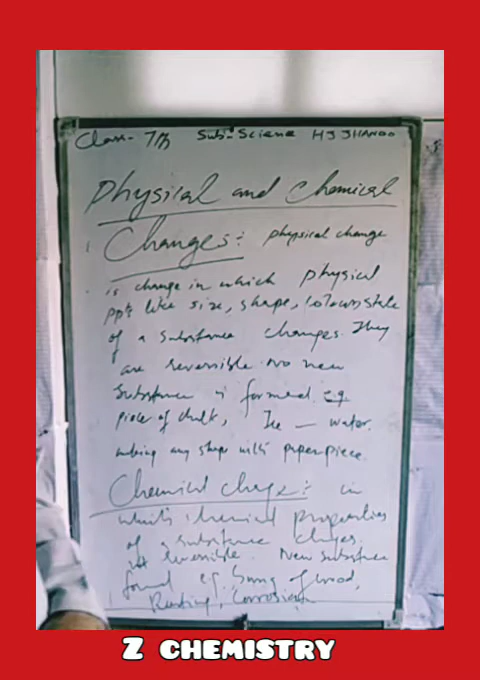 Class- 7th Sub:- Science HJ JHANDO
Physical and Chemical
Changes: physical change
is change in which physical
ppts like size, shape, colour, state
of a substance changes. They
are reversible no new
Substance is formed e.g.
piece of chalk, Ice — water.
making any shape with paper piece.
Chemical change: in
which chemical properties
of a substance changes.
not reversible. New substance
formed e.g. of wood,
Rusting, Corrosion
Z CHEMISTRY